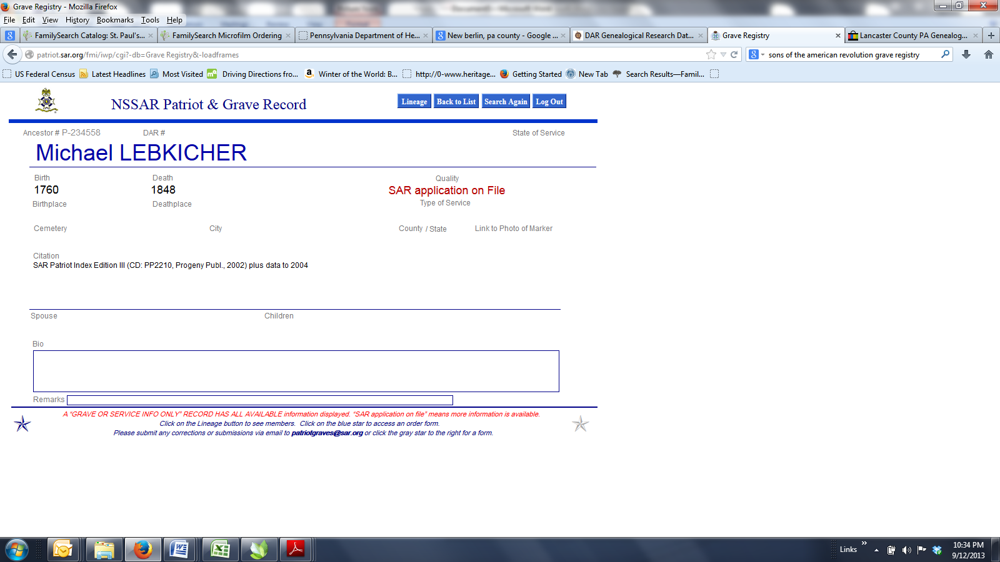 Grave Registry - Mozilla Firefox
File Edit View History Bookmarks Tools Help
FamilySearch Catalog: St. Paul's... FamilySearch Microfilm Ordering Pennsylvania Department of He... New berlin, pa county - Google ... DAR Genealogical Research Dat... Grave Registry Lancaster County PA Genealog...
patriot.sar.org/fmi/iwp/cgi?-db=Grave Registry&-loadframes sons of the american revolution grave registry
US Federal Census Latest Headlines Most Visited Driving Directions fro... Winter of the World: B... http://0-www.heritage... Getting Started New Tab Search Results—Famil...
NSSAR Patriot & Grave Record Lineage Back to List Search Again Log Out
Ancestor # P-234558 DAR # State of Service
Michael LEBKICHER
Birth Death Quality
1760 1848 SAR application on File
Birthplace Deathplace Type of Service
Cemetery City County / State Link to Photo of Marker
Citation
SAR Patriot Index Edition III (CD: PP2210, Progeny Publ., 2002) plus data to 2004
Spouse Children
Bio
Remarks
A “GRAVE OR SERVICE INFO ONLY” RECORD HAS ALL AVAILABLE information displayed. “SAR application on file” means more information is available.
Click on the Lineage button to see members. Click on the blue star to access an order form.
Please submit any corrections or submissions via email to patriotgraves@sar.org or click the gray star to the right for a form.
Links 10:34 PM
9/12/2013